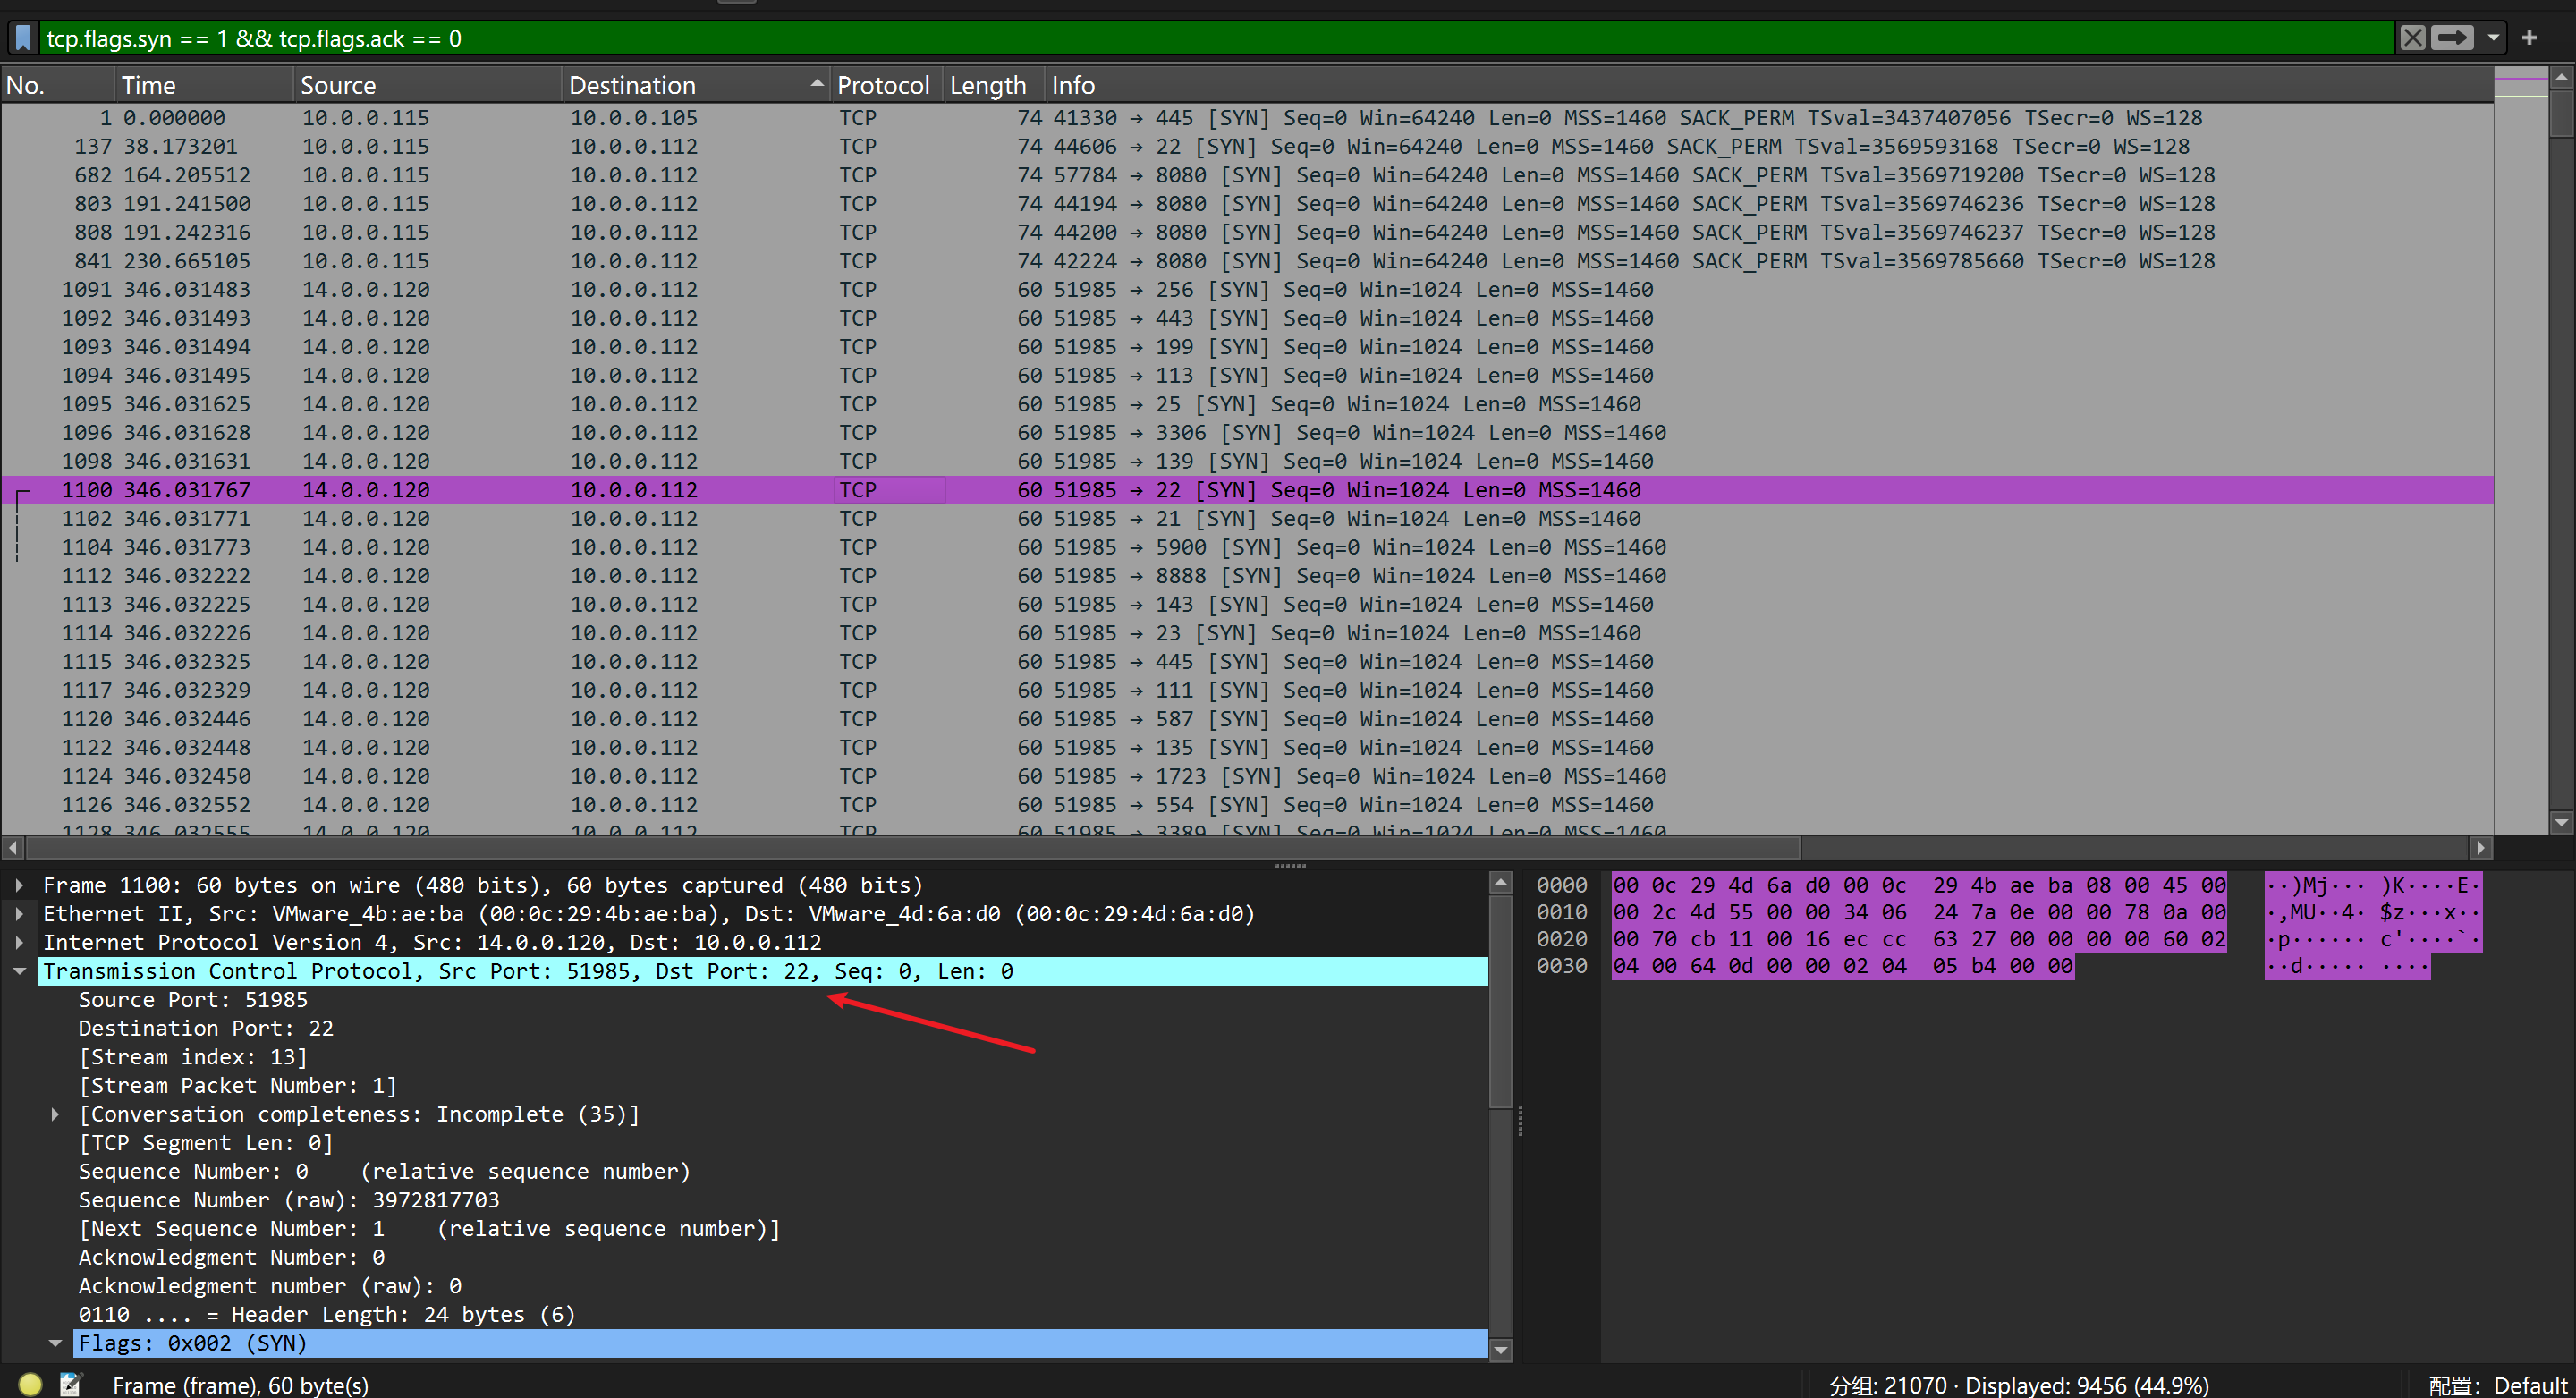 tcp.flags.syn == 1 && tcp.flags.ack == 0
No. Time Source Destination Protocol Length Info
1 0.000000 10.0.0.115 10.0.0.105 TCP 74 41330 → 445 [SYN] Seq=0 Win=64240 Len=0 MSS=1460 SACK_PERM TSval=3437407056 TSecr=0 WS=128
137 38.173201 10.0.0.115 10.0.0.112 TCP 74 44606 → 22 [SYN] Seq=0 Win=64240 Len=0 MSS=1460 SACK_PERM TSval=3569593168 TSecr=0 WS=128
682 164.205512 10.0.0.115 10.0.0.112 TCP 74 57784 → 8080 [SYN] Seq=0 Win=64240 Len=0 MSS=1460 SACK_PERM TSval=3569719200 TSecr=0 WS=128
803 191.241500 10.0.0.115 10.0.0.112 TCP 74 44194 → 8080 [SYN] Seq=0 Win=64240 Len=0 MSS=1460 SACK_PERM TSval=3569746236 TSecr=0 WS=128
808 191.242316 10.0.0.115 10.0.0.112 TCP 74 44200 → 8080 [SYN] Seq=0 Win=64240 Len=0 MSS=1460 SACK_PERM TSval=3569746237 TSecr=0 WS=128
841 230.665105 10.0.0.115 10.0.0.112 TCP 74 42224 → 8080 [SYN] Seq=0 Win=64240 Len=0 MSS=1460 SACK_PERM TSval=3569785660 TSecr=0 WS=128
1091 346.031483 14.0.0.120 10.0.0.112 TCP 60 51985 → 256 [SYN] Seq=0 Win=1024 Len=0 MSS=1460
1092 346.031493 14.0.0.120 10.0.0.112 TCP 60 51985 → 443 [SYN] Seq=0 Win=1024 Len=0 MSS=1460
1093 346.031494 14.0.0.120 10.0.0.112 TCP 60 51985 → 199 [SYN] Seq=0 Win=1024 Len=0 MSS=1460
1094 346.031495 14.0.0.120 10.0.0.112 TCP 60 51985 → 113 [SYN] Seq=0 Win=1024 Len=0 MSS=1460
1095 346.031625 14.0.0.120 10.0.0.112 TCP 60 51985 → 25 [SYN] Seq=0 Win=1024 Len=0 MSS=1460
1096 346.031628 14.0.0.120 10.0.0.112 TCP 60 51985 → 3306 [SYN] Seq=0 Win=1024 Len=0 MSS=1460
1098 346.031631 14.0.0.120 10.0.0.112 TCP 60 51985 → 139 [SYN] Seq=0 Win=1024 Len=0 MSS=1460
1100 346.031767 14.0.0.120 10.0.0.112 TCP 60 51985 → 22 [SYN] Seq=0 Win=1024 Len=0 MSS=1460
1102 346.031771 14.0.0.120 10.0.0.112 TCP 60 51985 → 21 [SYN] Seq=0 Win=1024 Len=0 MSS=1460
1104 346.031773 14.0.0.120 10.0.0.112 TCP 60 51985 → 5900 [SYN] Seq=0 Win=1024 Len=0 MSS=1460
1112 346.032222 14.0.0.120 10.0.0.112 TCP 60 51985 → 8888 [SYN] Seq=0 Win=1024 Len=0 MSS=1460
1113 346.032225 14.0.0.120 10.0.0.112 TCP 60 51985 → 143 [SYN] Seq=0 Win=1024 Len=0 MSS=1460
1114 346.032226 14.0.0.120 10.0.0.112 TCP 60 51985 → 23 [SYN] Seq=0 Win=1024 Len=0 MSS=1460
1115 346.032325 14.0.0.120 10.0.0.112 TCP 60 51985 → 445 [SYN] Seq=0 Win=1024 Len=0 MSS=1460
1117 346.032329 14.0.0.120 10.0.0.112 TCP 60 51985 → 111 [SYN] Seq=0 Win=1024 Len=0 MSS=1460
1120 346.032446 14.0.0.120 10.0.0.112 TCP 60 51985 → 587 [SYN] Seq=0 Win=1024 Len=0 MSS=1460
1122 346.032448 14.0.0.120 10.0.0.112 TCP 60 51985 → 135 [SYN] Seq=0 Win=1024 Len=0 MSS=1460
1124 346.032450 14.0.0.120 10.0.0.112 TCP 60 51985 → 1723 [SYN] Seq=0 Win=1024 Len=0 MSS=1460
1126 346.032552 14.0.0.120 10.0.0.112 TCP 60 51985 → 554 [SYN] Seq=0 Win=1024 Len=0 MSS=1460
1128 346.032555 14.0.0.120 10.0.0.112 TCP 60 51985 → 3389 [SYN] Seq=0 Win=1024 Len=0 MSS=1460
Frame 1100: 60 bytes on wire (480 bits), 60 bytes captured (480 bits)
Ethernet II, Src: VMware_4b:ae:ba (00:0c:29:4b:ae:ba), Dst: VMware_4d:6a:d0 (00:0c:29:4d:6a:d0)
Internet Protocol Version 4, Src: 14.0.0.120, Dst: 10.0.0.112
Transmission Control Protocol, Src Port: 51985, Dst Port: 22, Seq: 0, Len: 0
Source Port: 51985
Destination Port: 22
[Stream index: 13]
[Stream Packet Number: 1]
[Conversation completeness: Incomplete (35)]
[TCP Segment Len: 0]
Sequence Number: 0 (relative sequence number)
Sequence Number (raw): 3972817703
[Next Sequence Number: 1 (relative sequence number)]
Acknowledgment Number: 0
Acknowledgment number (raw): 0
0110 .... = Header Length: 24 bytes (6)
Flags: 0x002 (SYN)
0000 00 0c 29 4d 6a d0 00 0c 29 4b ae ba 08 00 45 00 ··)Mj··· )K····E·
0010 00 2c 4d 55 00 00 34 06 24 7a 0e 00 00 78 0a 00 ·,MU··4· $z···x··
0020 00 70 cb 11 00 16 ec cc 63 27 00 00 00 00 60 02 ·p······ c'····`·
0030 04 00 64 0d 00 00 02 04 05 b4 00 00 ··d····· ····
Frame (frame), 60 byte(s)
分组: 21070 · Displayed: 9456 (44.9%)
配置: Default